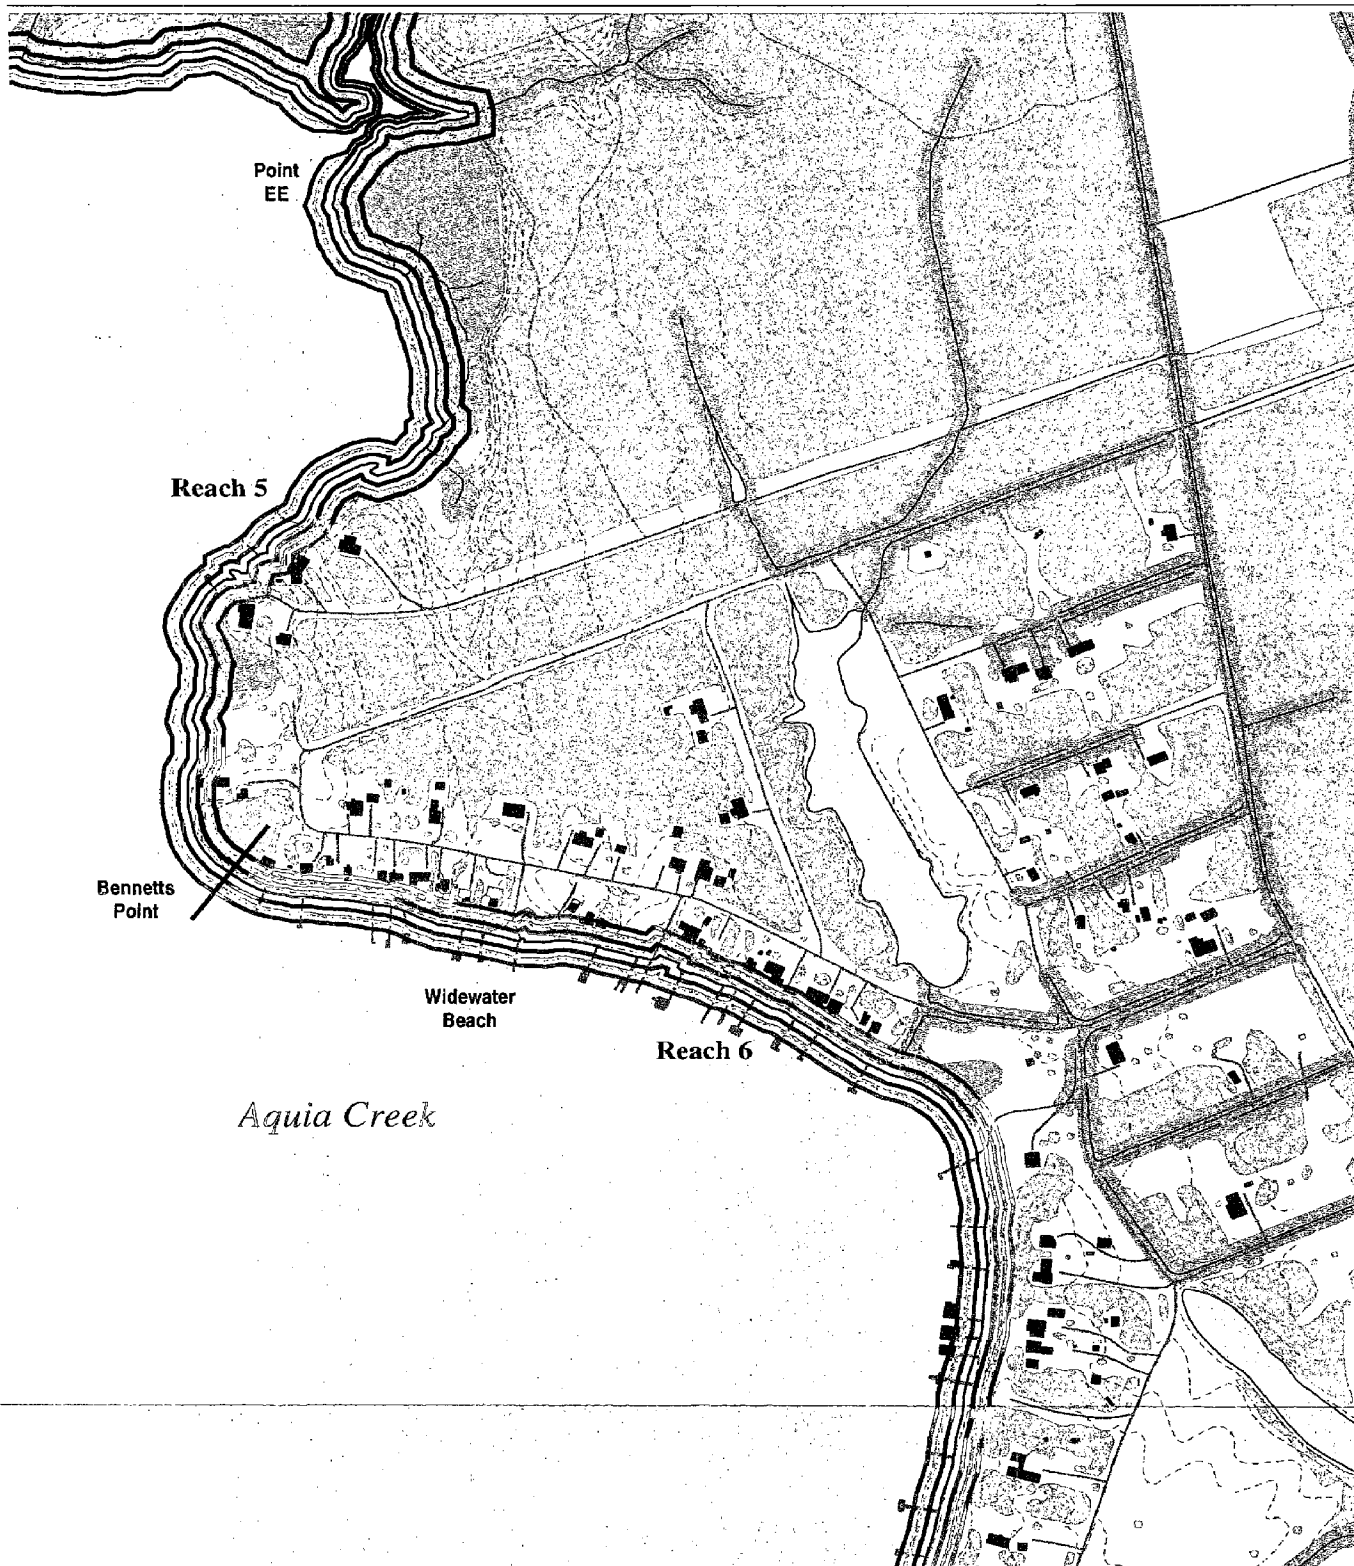 Point
EE
Reach 5
Bennetts
Point
Widewater
Beach
Reach 6
Aquia Creek